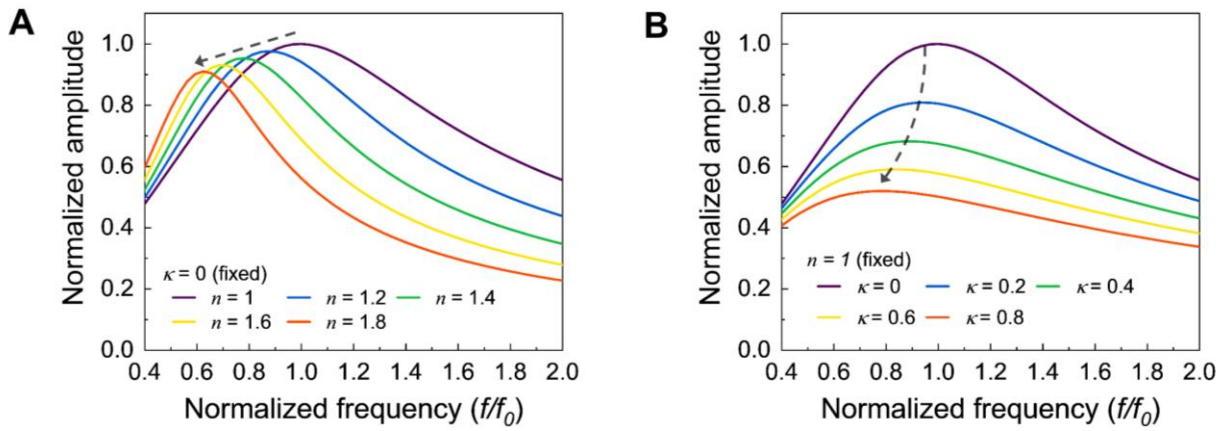 A
Normalized amplitude
1.0
0.8
0.6
0.4
0.2
0.0
κ = 0 (fixed)
n = 1 n = 1.2 n = 1.4
n = 1.6 n = 1.8
0.4 0.6 0.8 1.0 1.2 1.4 1.6 1.8 2.0
Normalized frequency (f/f₀)
B
Normalized amplitude
1.0
0.8
0.6
0.4
0.2
0.0
n = 1 (fixed)
κ = 0 κ = 0.2 κ = 0.4
κ = 0.6 κ = 0.8
0.4 0.6 0.8 1.0 1.2 1.4 1.6 1.8 2.0
Normalized frequency (f/f₀)